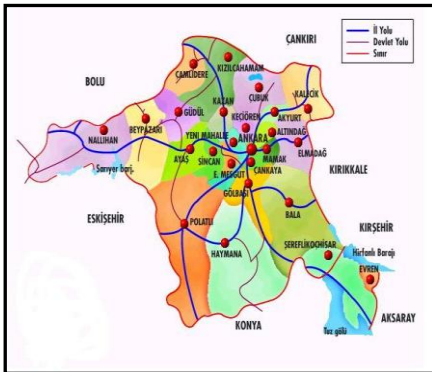 İl Yolu
Devlet Yolu
Sınır
ÇANKIRI
BOLU
ÇAMLIDERE
KIZILCAHAMAM
KAZAN
ÇUBUK
KALECİK
GÜDÜL
BEYPAZARI
NALLIHAN
KEÇİÖREN
AKYURT
YENİ MAHALLE
ANKARA
ALTINDAĞ
ELMADAĞ
AYAŞ
SİNCAN
MAMAK
ÇANKAYA
E. MESGUT
Sarıyer barj.
KIRIKKALE
GÖLBAŞI
ESKİŞEHİR
BALA
POLATLI
HAYMANA
KIRŞEHİR
ŞEREFLİKOÇHİSAR
Hirfanlı Barajı
EVREN
AKSARAY
KONYA
Tuz gölü